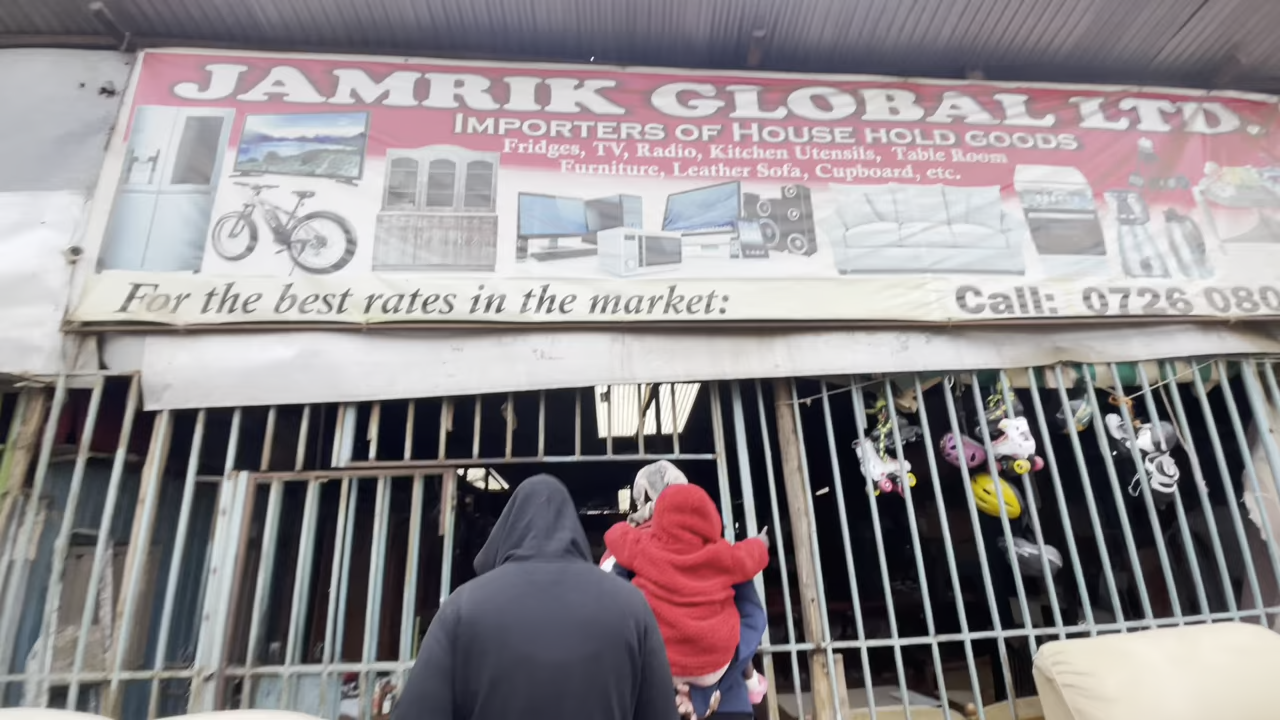 JAMRIK GLOBAL LTD.
IMPORTERS OF HOUSE HOLD GOODS
Fridges, TV, Radio, Kitchen Utensils, Table Room
Furniture, Leather Sofa, Cupboard, etc.
For the best rates in the market:
Call: 0726 080